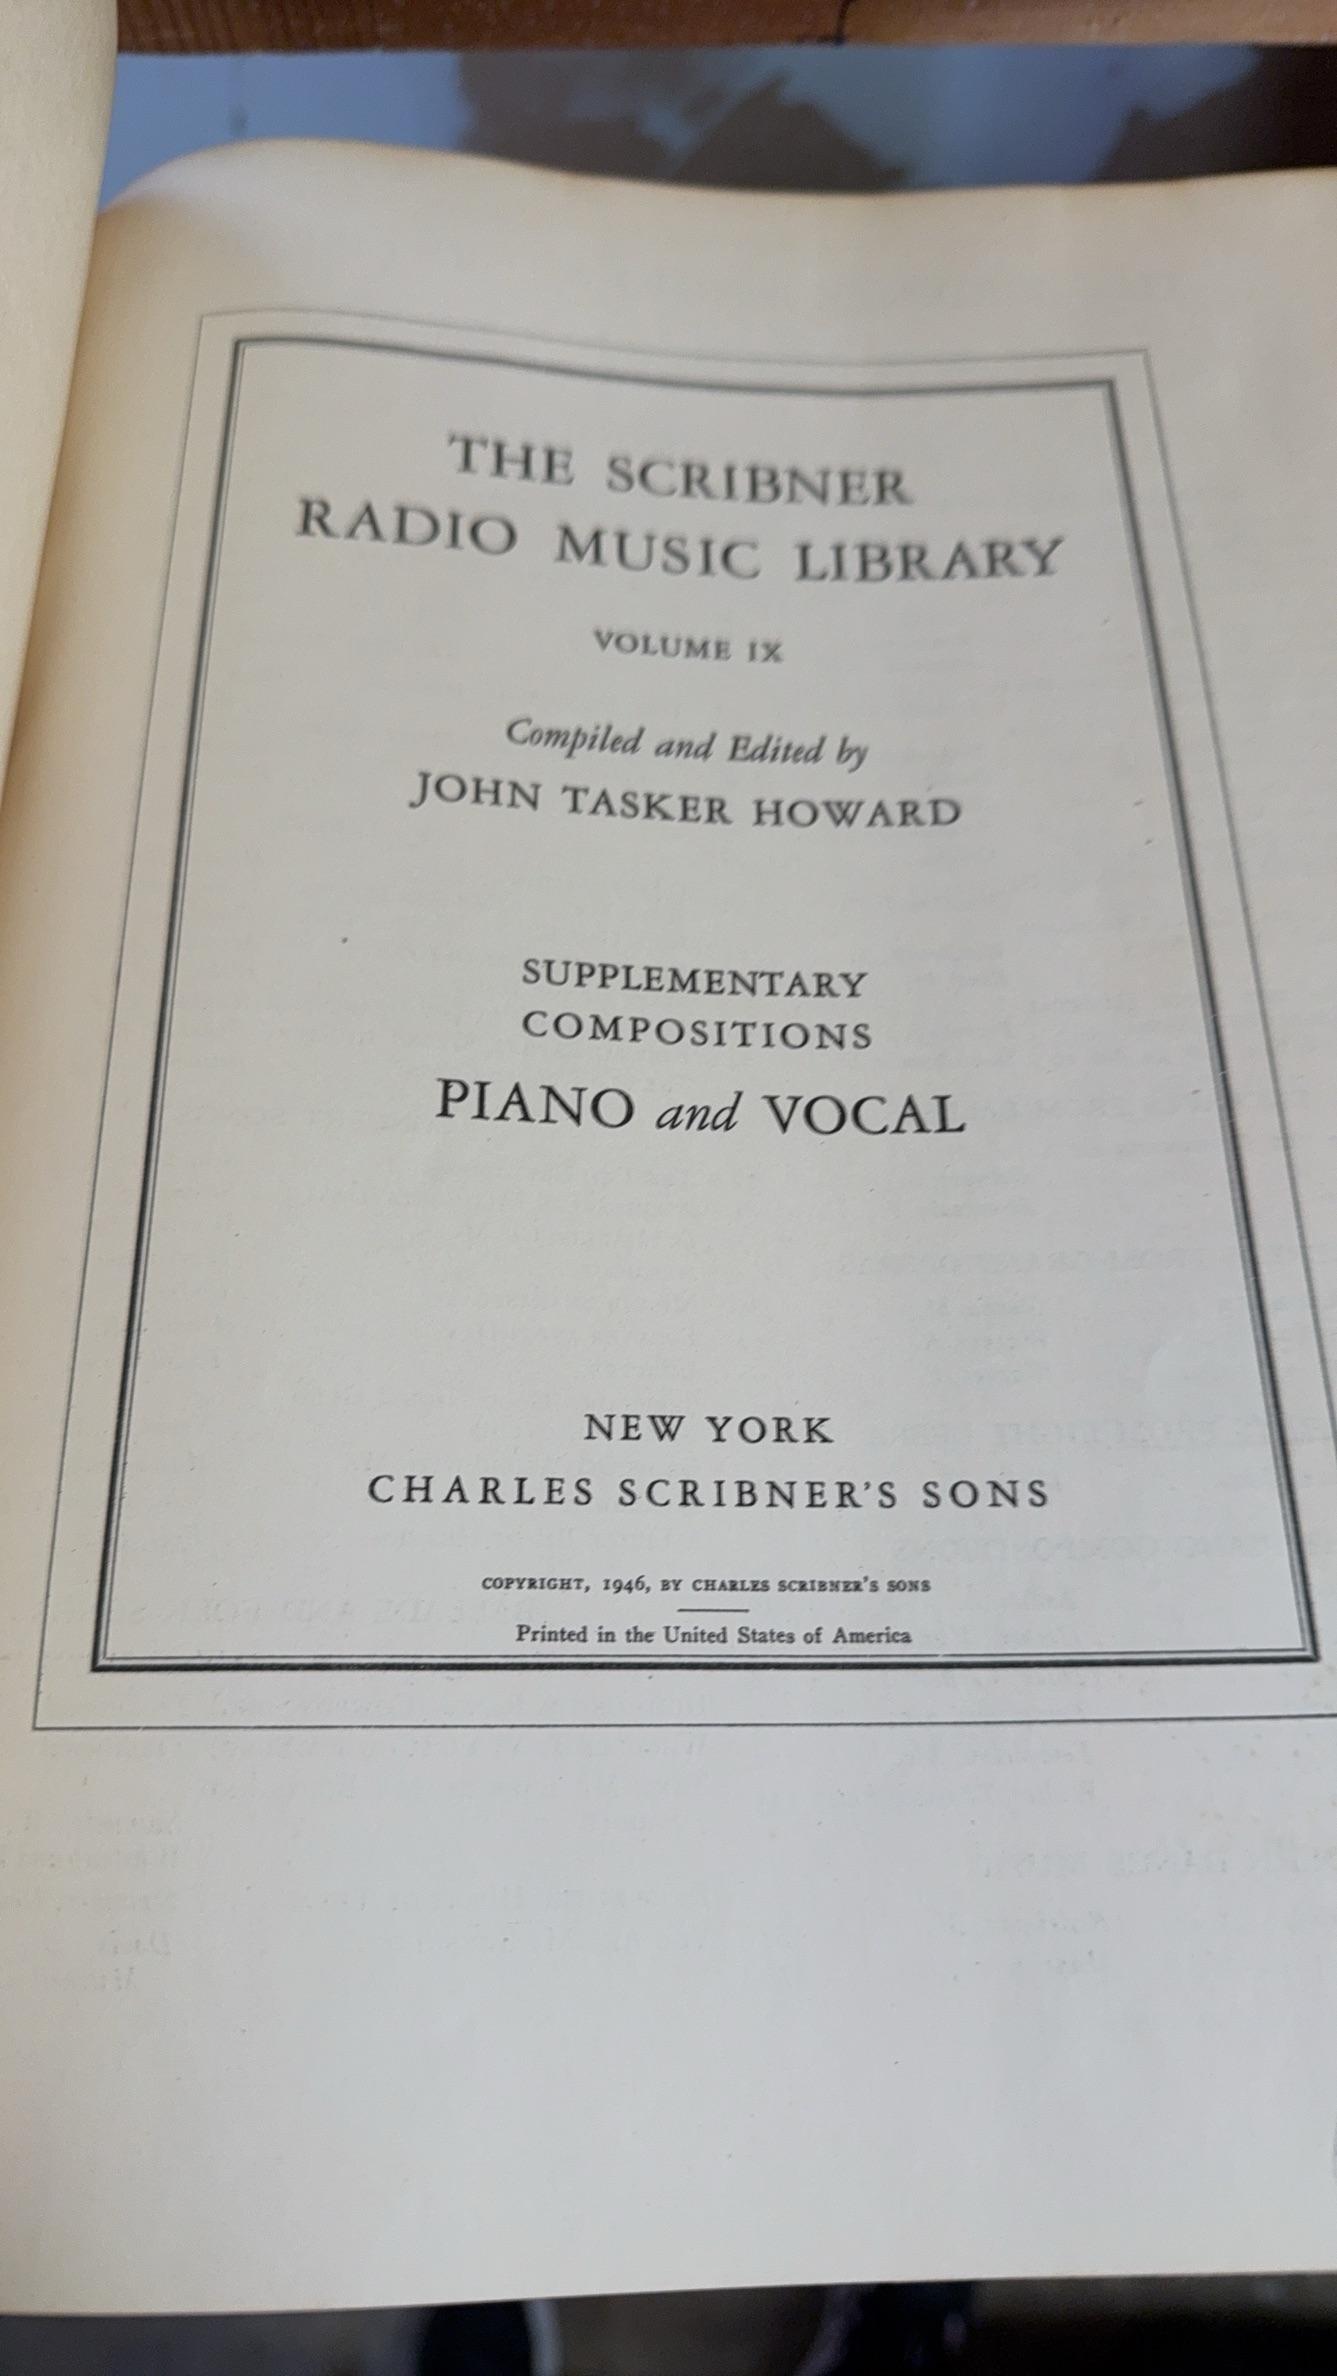 THE SCRIBNER
RADIO MUSIC LIBRARY
VOLUME IX
Compiled and Edited by
JOHN TASKER HOWARD
SUPPLEMENTARY
COMPOSITIONS
PIANO and VOCAL
NEW YORK
CHARLES SCRIBNER'S SONS
COPYRIGHT, 1946, BY CHARLES SCRIBNER'S SONS
Printed in the United States of America